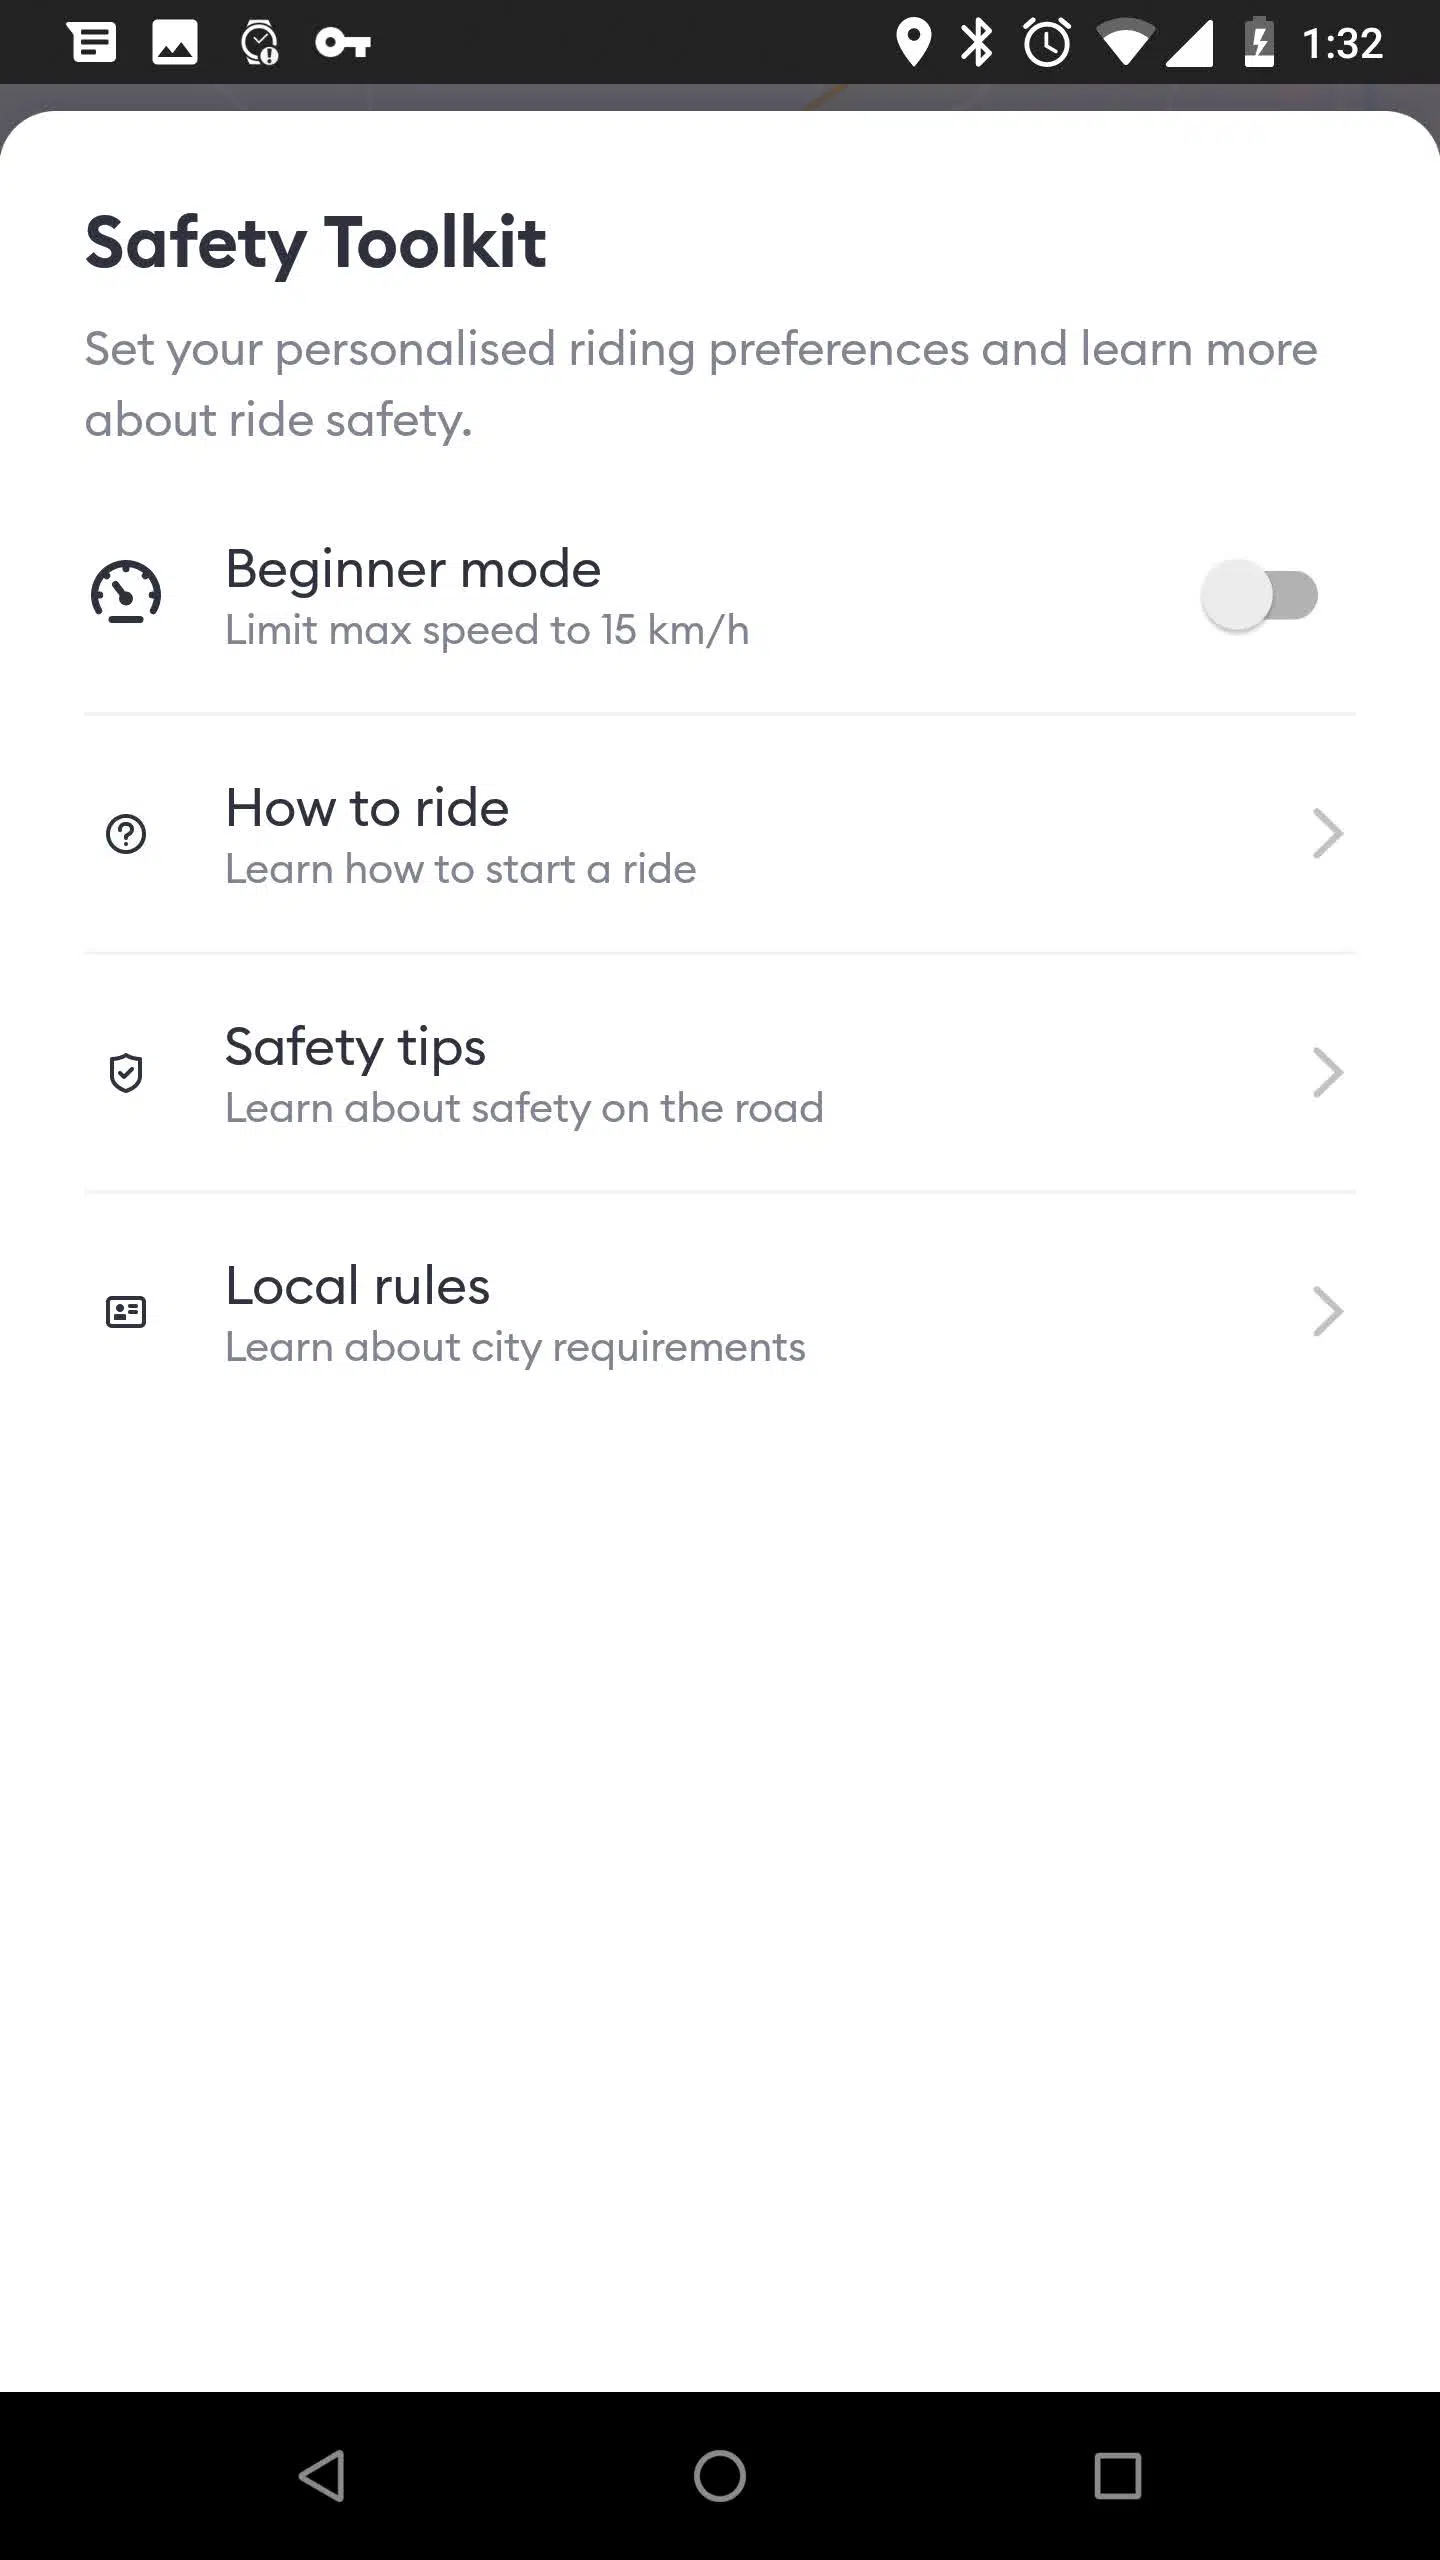 1:32
Safety Toolkit
Set your personalised riding preferences and learn more
about ride safety.
Beginner mode
Limit max speed to 15 km/h
How to ride
Learn how to start a ride
Safety tips
Learn about safety on the road
Local rules
Learn about city requirements